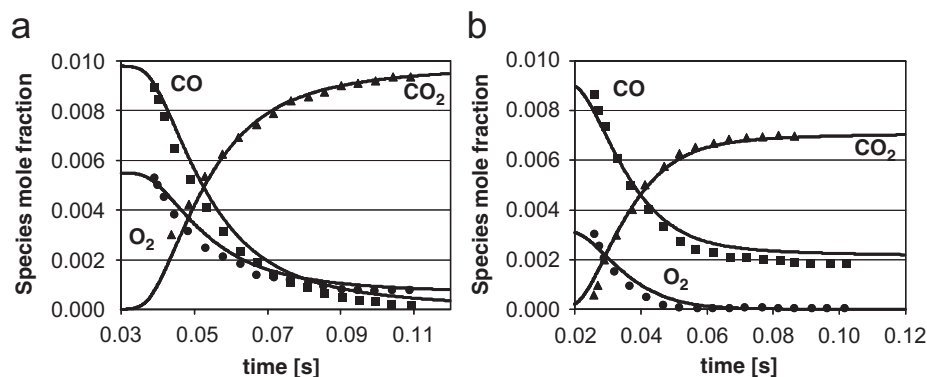 a
Species mole fraction
0.010
0.008
0.006
0.004
0.002
0.000
CO
CO₂
O₂
0.03
0.05
0.07
0.09
0.11
time [s]
b
Species mole fraction
0.010
0.008
0.006
0.004
0.002
0.000
CO
CO₂
O₂
0.02
0.04
0.06
0.08
0.10
0.12
time [s]